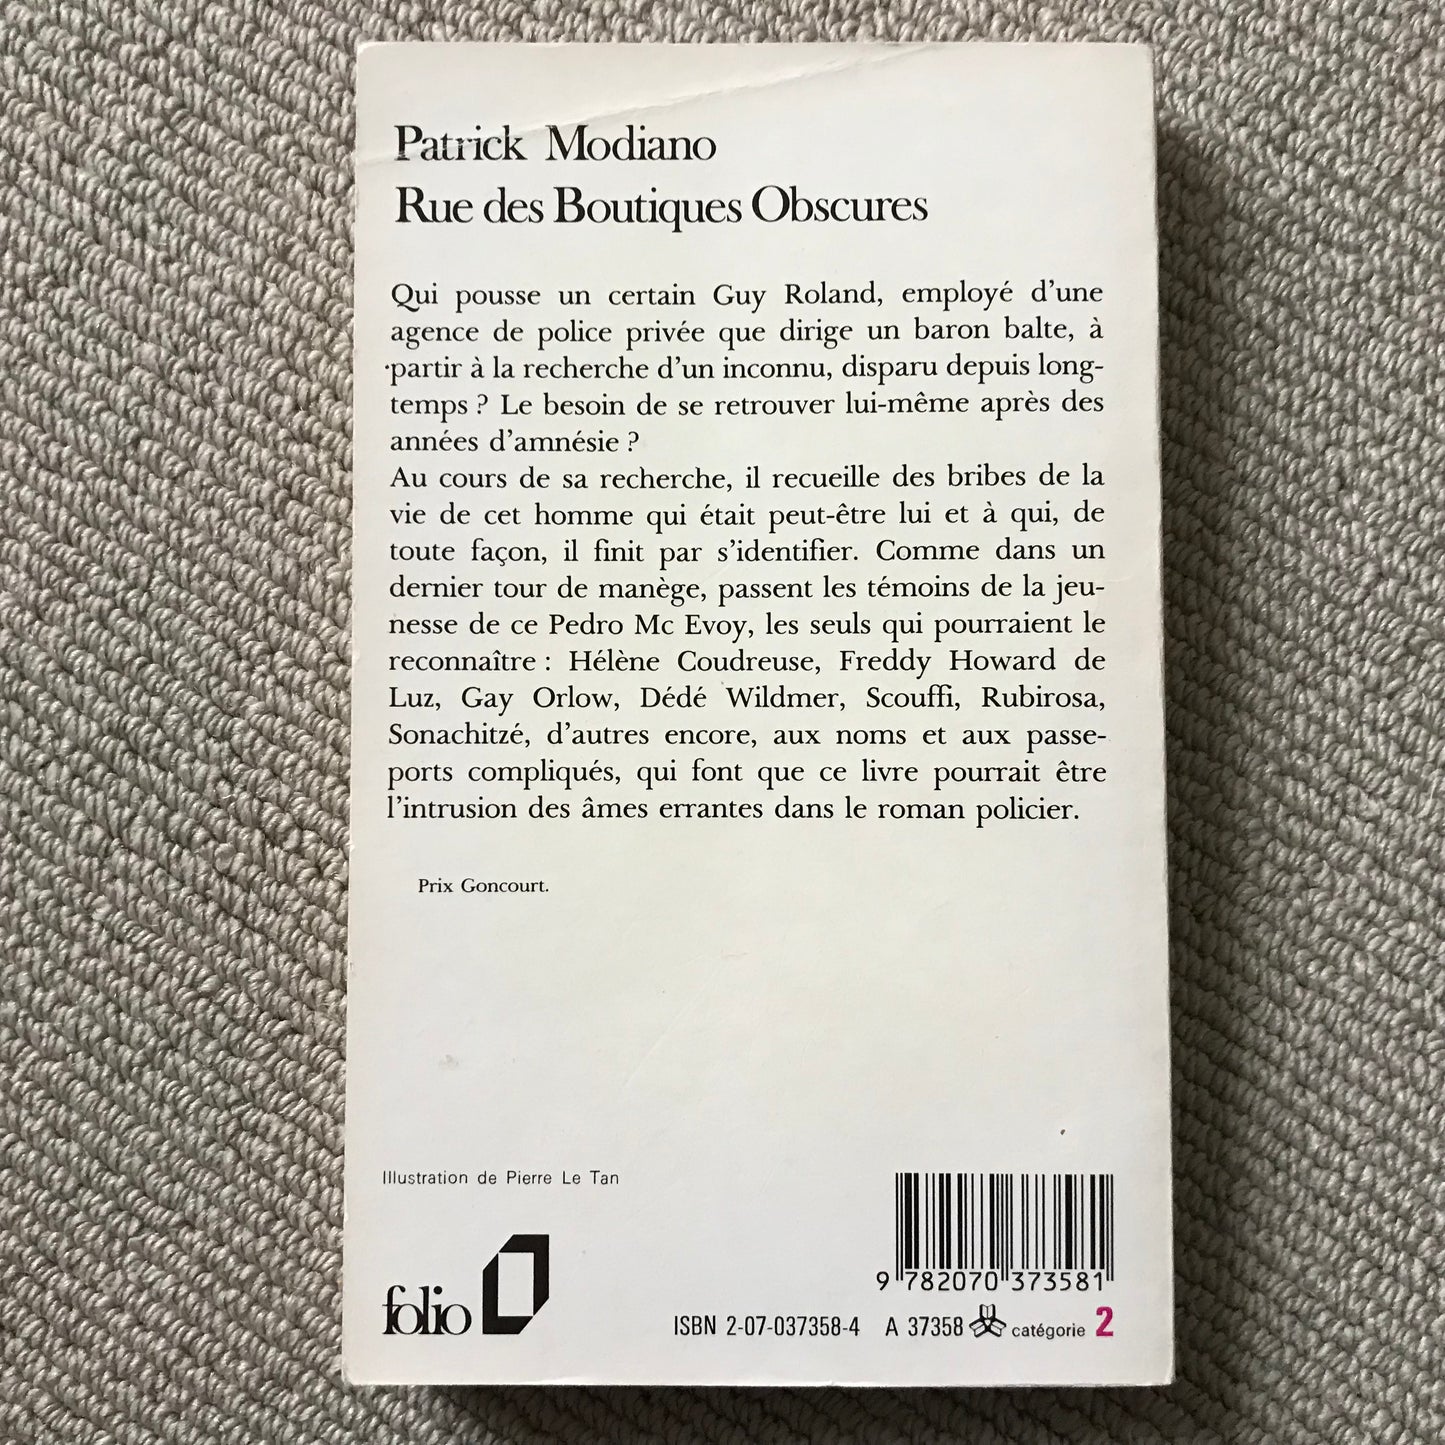 Patrick Modiano
Rue des Boutiques Obscures
Qui pousse un certain Guy Roland, employé d'une
agence de police privée que dirige un baron balte, à
partir à la recherche d'un inconnu, disparu depuis long-
temps ? Le besoin de se retrouver lui-même après des
années d'amnésie ?
Au cours de sa recherche, il recueille des bribes de la
vie de cet homme qui était peut-être lui et à qui, de
toute façon, il finit par s'identifier. Comme dans un
dernier tour de manège, passent les témoins de la jeu-
nesse de ce Pedro Mc Evoy, les seuls qui pourraient le
reconnaître : Hélène Coudreuse, Freddy Howard de
Luz, Gay Orlow, Dédé Wildmer, Scouffi, Rubirosa,
Sonachitzé, d'autres encore, aux noms et aux passe-
ports compliqués, qui font que ce livre pourrait être
l'intrusion des âmes errantes dans le roman policier.
Prix Goncourt.
Illustration de Pierre Le Tan
9 782070 373581
folio
ISBN 2-07-037358-4 A 37358 catégorie 2